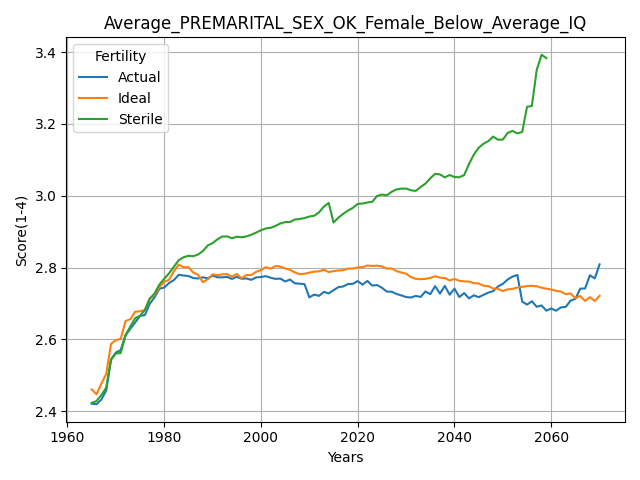 Average_PREMARITAL_SEX_OK_Female_Below_Average_IQ
Fertility
Actual
Ideal
Sterile
Score(1-4)
3.4
3.2
3.0
2.8
2.6
2.4
1960 1980 2000 2020 2040 2060
Years